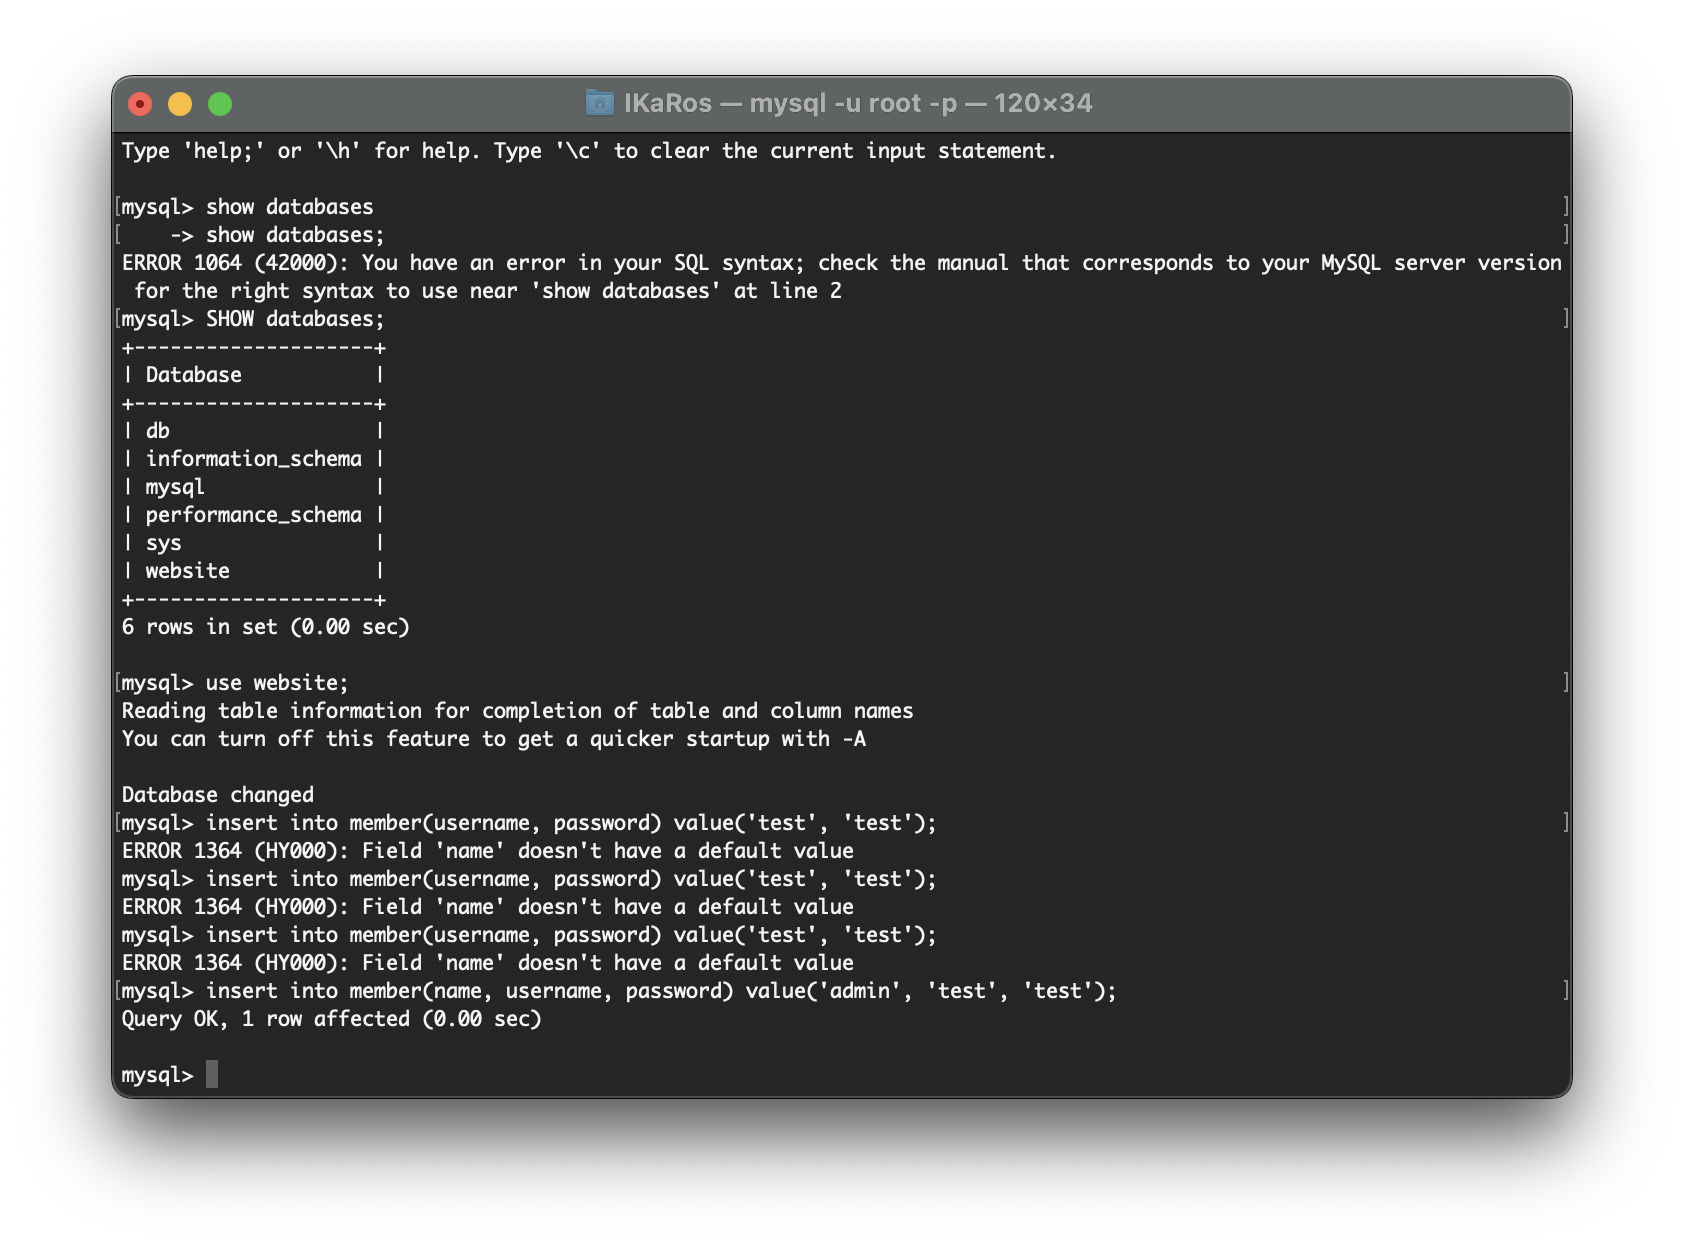 IKaRos — mysql -u root -p — 120×34
Type 'help;' or '\h' for help. Type '\c' to clear the current input statement.
[mysql> show databases ]
[    -> show databases; ]
ERROR 1064 (42000): You have an error in your SQL syntax; check the manual that corresponds to your MySQL server version
 for the right syntax to use near 'show databases' at line 2
[mysql> SHOW databases; ]
+--------------------+
| Database           |
+--------------------+
| db                 |
| information_schema |
| mysql              |
| performance_schema |
| sys                |
| website            |
+--------------------+
6 rows in set (0.00 sec)
[mysql> use website; ]
Reading table information for completion of table and column names
You can turn off this feature to get a quicker startup with -A
Database changed
[mysql> insert into member(username, password) value('test', 'test'); ]
ERROR 1364 (HY000): Field 'name' doesn't have a default value
mysql> insert into member(username, password) value('test', 'test');
ERROR 1364 (HY000): Field 'name' doesn't have a default value
mysql> insert into member(username, password) value('test', 'test');
ERROR 1364 (HY000): Field 'name' doesn't have a default value
[mysql> insert into member(name, username, password) value('admin', 'test', 'test'); ]
Query OK, 1 row affected (0.00 sec)
mysql>